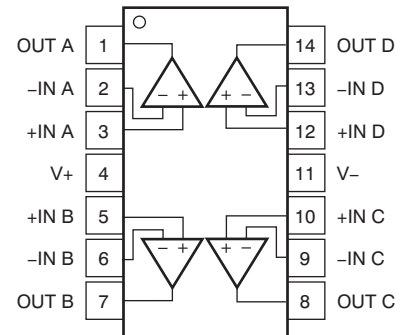 OUT A 1 14 OUT D
−IN A 2 13 −IN D
− + + −
+IN A 3 12 +IN D
V+ 4 11 V−
+IN B 5 10 +IN C
− + + −
−IN B 6 9 −IN C
OUT B 7 8 OUT C